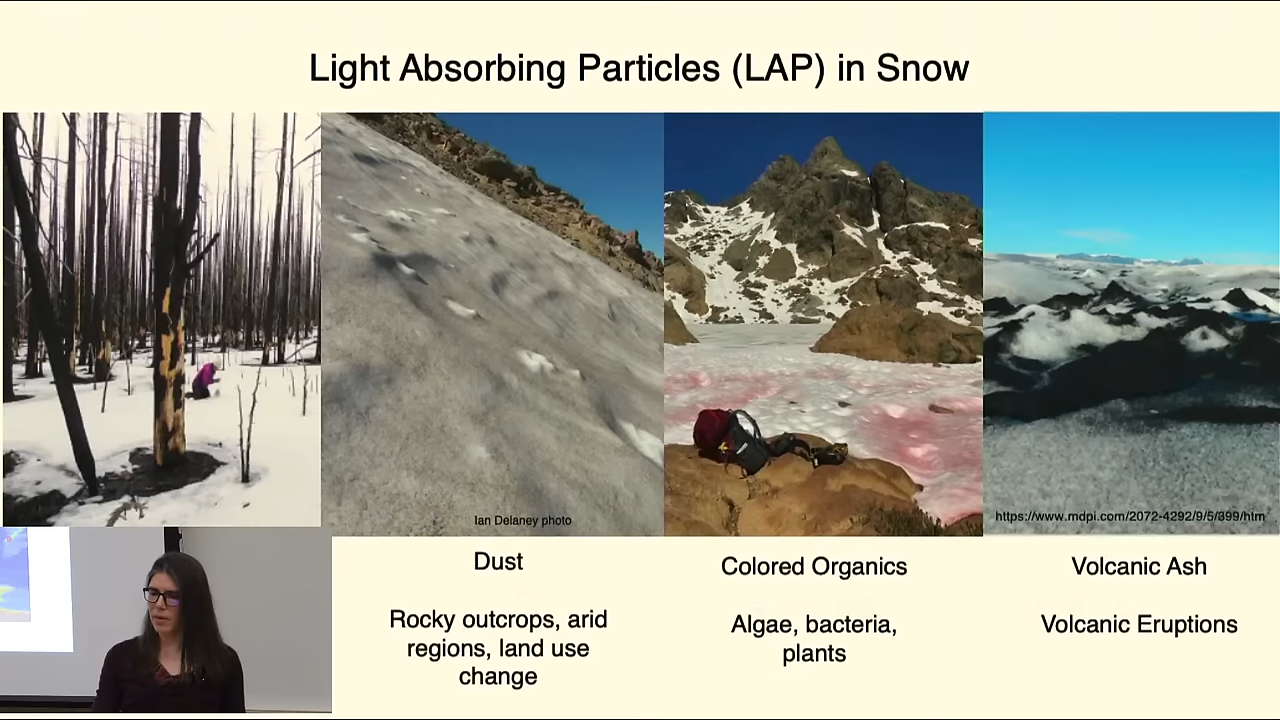 Light Absorbing Particles (LAP) in Snow
Ian Delaney photo
https://www.mdpi.com/2072-4292/9/5/399/htm
Dust
Rocky outcrops, arid
regions, land use
change
Colored Organics
Algae, bacteria,
plants
Volcanic Ash
Volcanic Eruptions